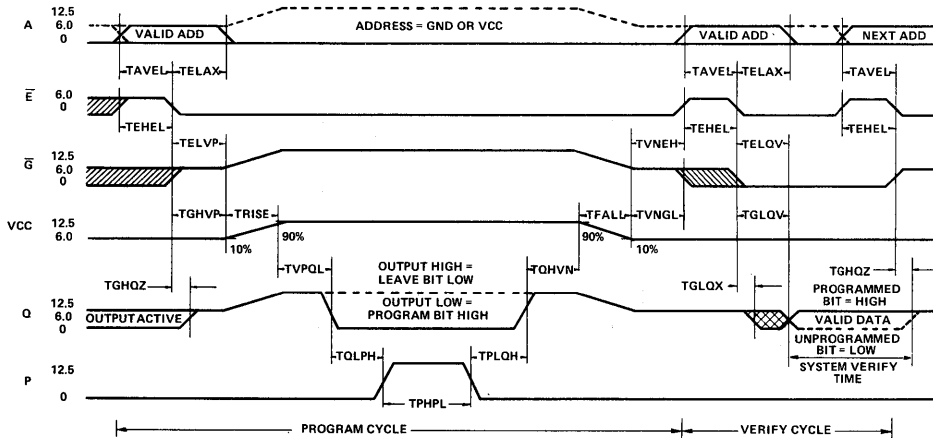 A
12.5
6.0
0
VALID ADD
ADDRESS = GND OR VCC
VALID ADD
NEXT ADD
TAVEL
TELAX
TAVEL
TELAX
TAVEL
E
6.0
0
TEHEL
TEHEL
TEHEL
TELVP
TVNEH
TELQV
G
12.5
6.0
0
TGHVP
TRISE
TFALL
TVNGL
TGLQV
VCC
12.5
6.0
10%
90%
90%
10%
TGHQZ
TVPQL
OUTPUT HIGH =
LEAVE BIT LOW
TQHVN
TGLQX
TGHQZ
PROGRAMMED
BIT = HIGH
Q
12.5
6.0
0
OUTPUT ACTIVE
OUTPUT LOW =
PROGRAM BIT HIGH
VALID DATA
UNPROGRAMMED
BIT = LOW
SYSTEM VERIFY
TIME
TQLPH
TPLQH
P
12.5
0
TPHPL
PROGRAM CYCLE
VERIFY CYCLE